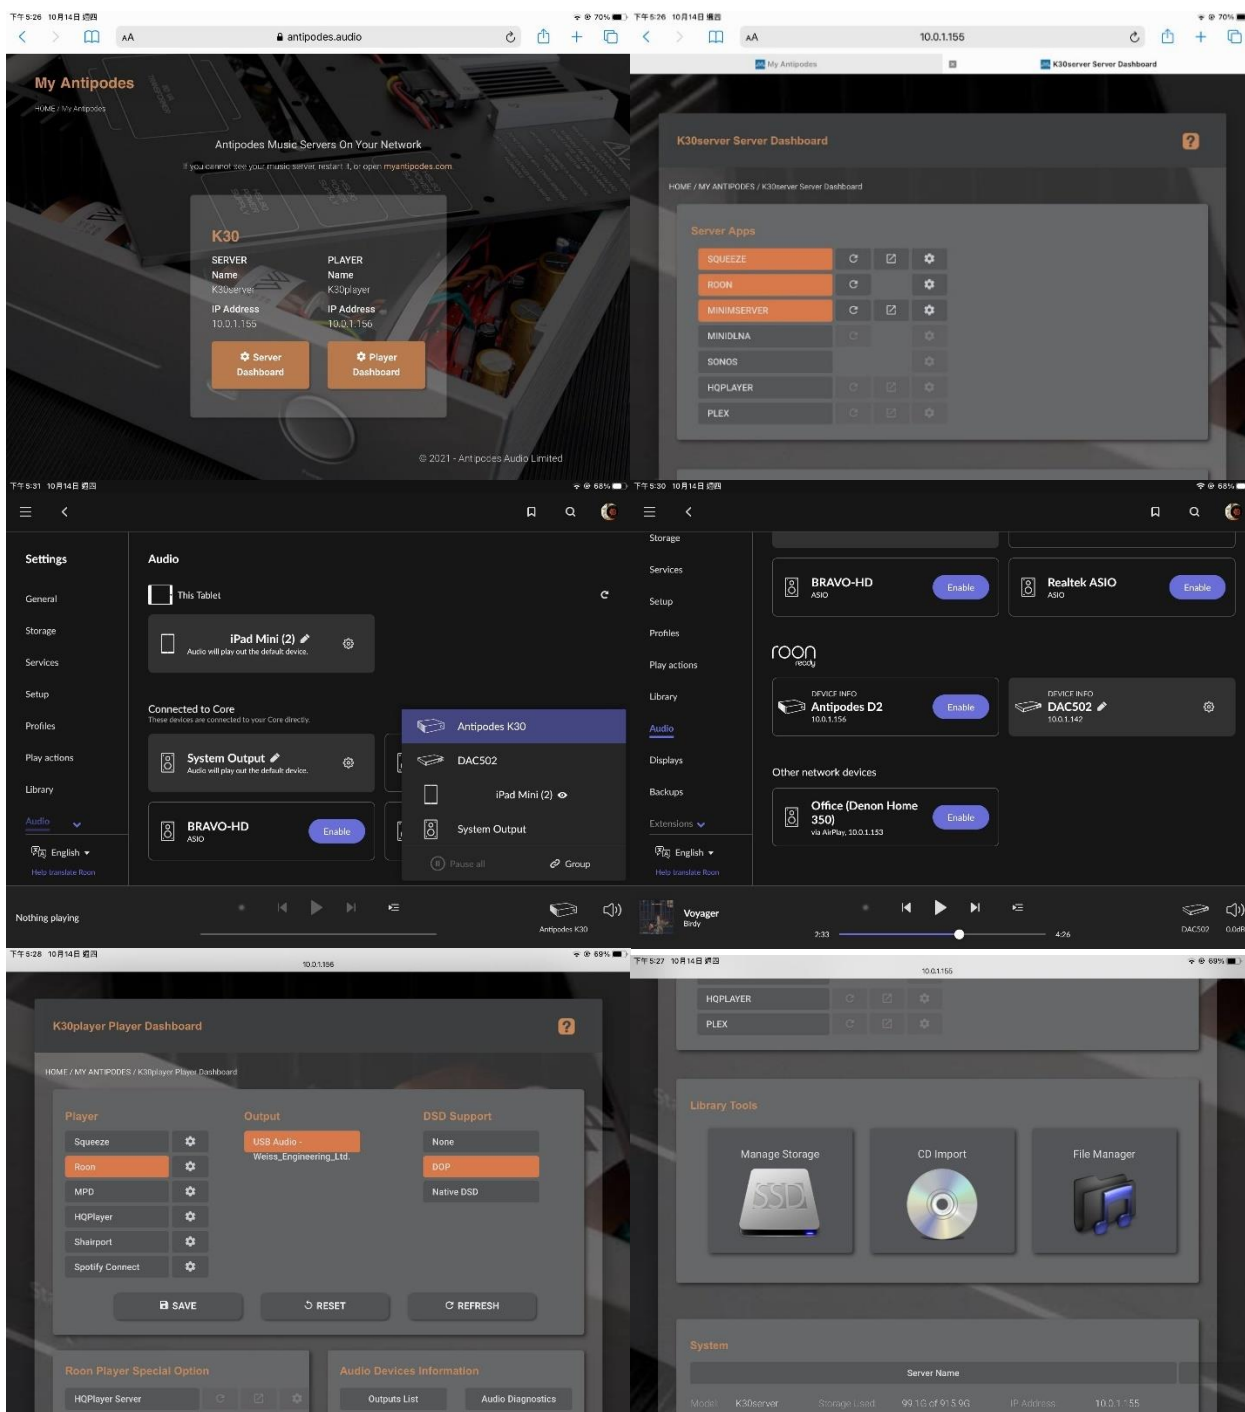 下午5:26 10月14日 週四
70%
AA
antipodes.audio
My Antipodes
HOME / My Antipodes
Antipodes Music Servers On Your Network
If you cannot see your music server, restart it, or open myantipodes.com.
K30
SERVER
PLAYER
Name
Name
K30server
K30player
IP Address
IP Address
10.0.1.155
10.0.1.156
Server
Dashboard
Player
Dashboard
© 2021 - Antipodes Audio Limited
下午5:26 10月14日 週四
70%
AA
10.0.1.155
My Antipodes
K30server Server Dashboard
K30server Server Dashboard
?
HOME / MY ANTIPODES / K30server Server Dashboard
Server Apps
SQUEEZE
ROON
MINIMSERVER
MINIDLNA
SONOS
HQPLAYER
PLEX
下午5:31 10月14日 週四
68%
Settings
General
Storage
Services
Setup
Profiles
Play actions
Library
Audio
English
Help translate Roon
Audio
This Tablet
iPad Mini (2)
Audio will play out the default device.
Connected to Core
These devices are connected to your Core directly.
System Output
Audio will play out the default device.
BRAVO-HD
ASIO
Enable
Antipodes K30
DAC502
iPad Mini (2)
System Output
Pause all
Group
Nothing playing
Antipodes K30
下午5:30 10月14日 週四
68%
Storage
Services
Setup
Profiles
Play actions
Library
Audio
Displays
Backups
Extensions
English
Help translate Roon
BRAVO-HD
ASIO
Enable
Realtek ASIO
ASIO
Enable
roon
ready
DEVICE INFO
Antipodes D2
10.0.1.156
Enable
DEVICE INFO
DAC502
10.0.1.142
Other network devices
Office (Denon Home
350)
via AirPlay, 10.0.1.153
Enable
Voyager
Birdy
2:33
4:26
DAC502
0.0dB
下午5:28 10月14日 週四
69%
10.0.1.156
K30player Player Dashboard
?
HOME / MY ANTIPODES / K30player Player Dashboard
Player
Output
DSD Support
Squeeze
Roon
MPD
HQPlayer
Shairport
Spotify Connect
USB Audio -
Weiss_Engineering_Ltd.
None
DOP
Native DSD
SAVE
RESET
REFRESH
Roon Player Special Option
HQPlayer Server
Audio Devices Information
Outputs List
Audio Diagnostics
下午5:27 10月14日 週四
69%
10.0.1.155
HQPLAYER
PLEX
Library Tools
Manage Storage
CD Import
File Manager
SSD
System
Server Name
Model K30server Storage Used 99.1G of 915.9G IP Address 10.0.1.155